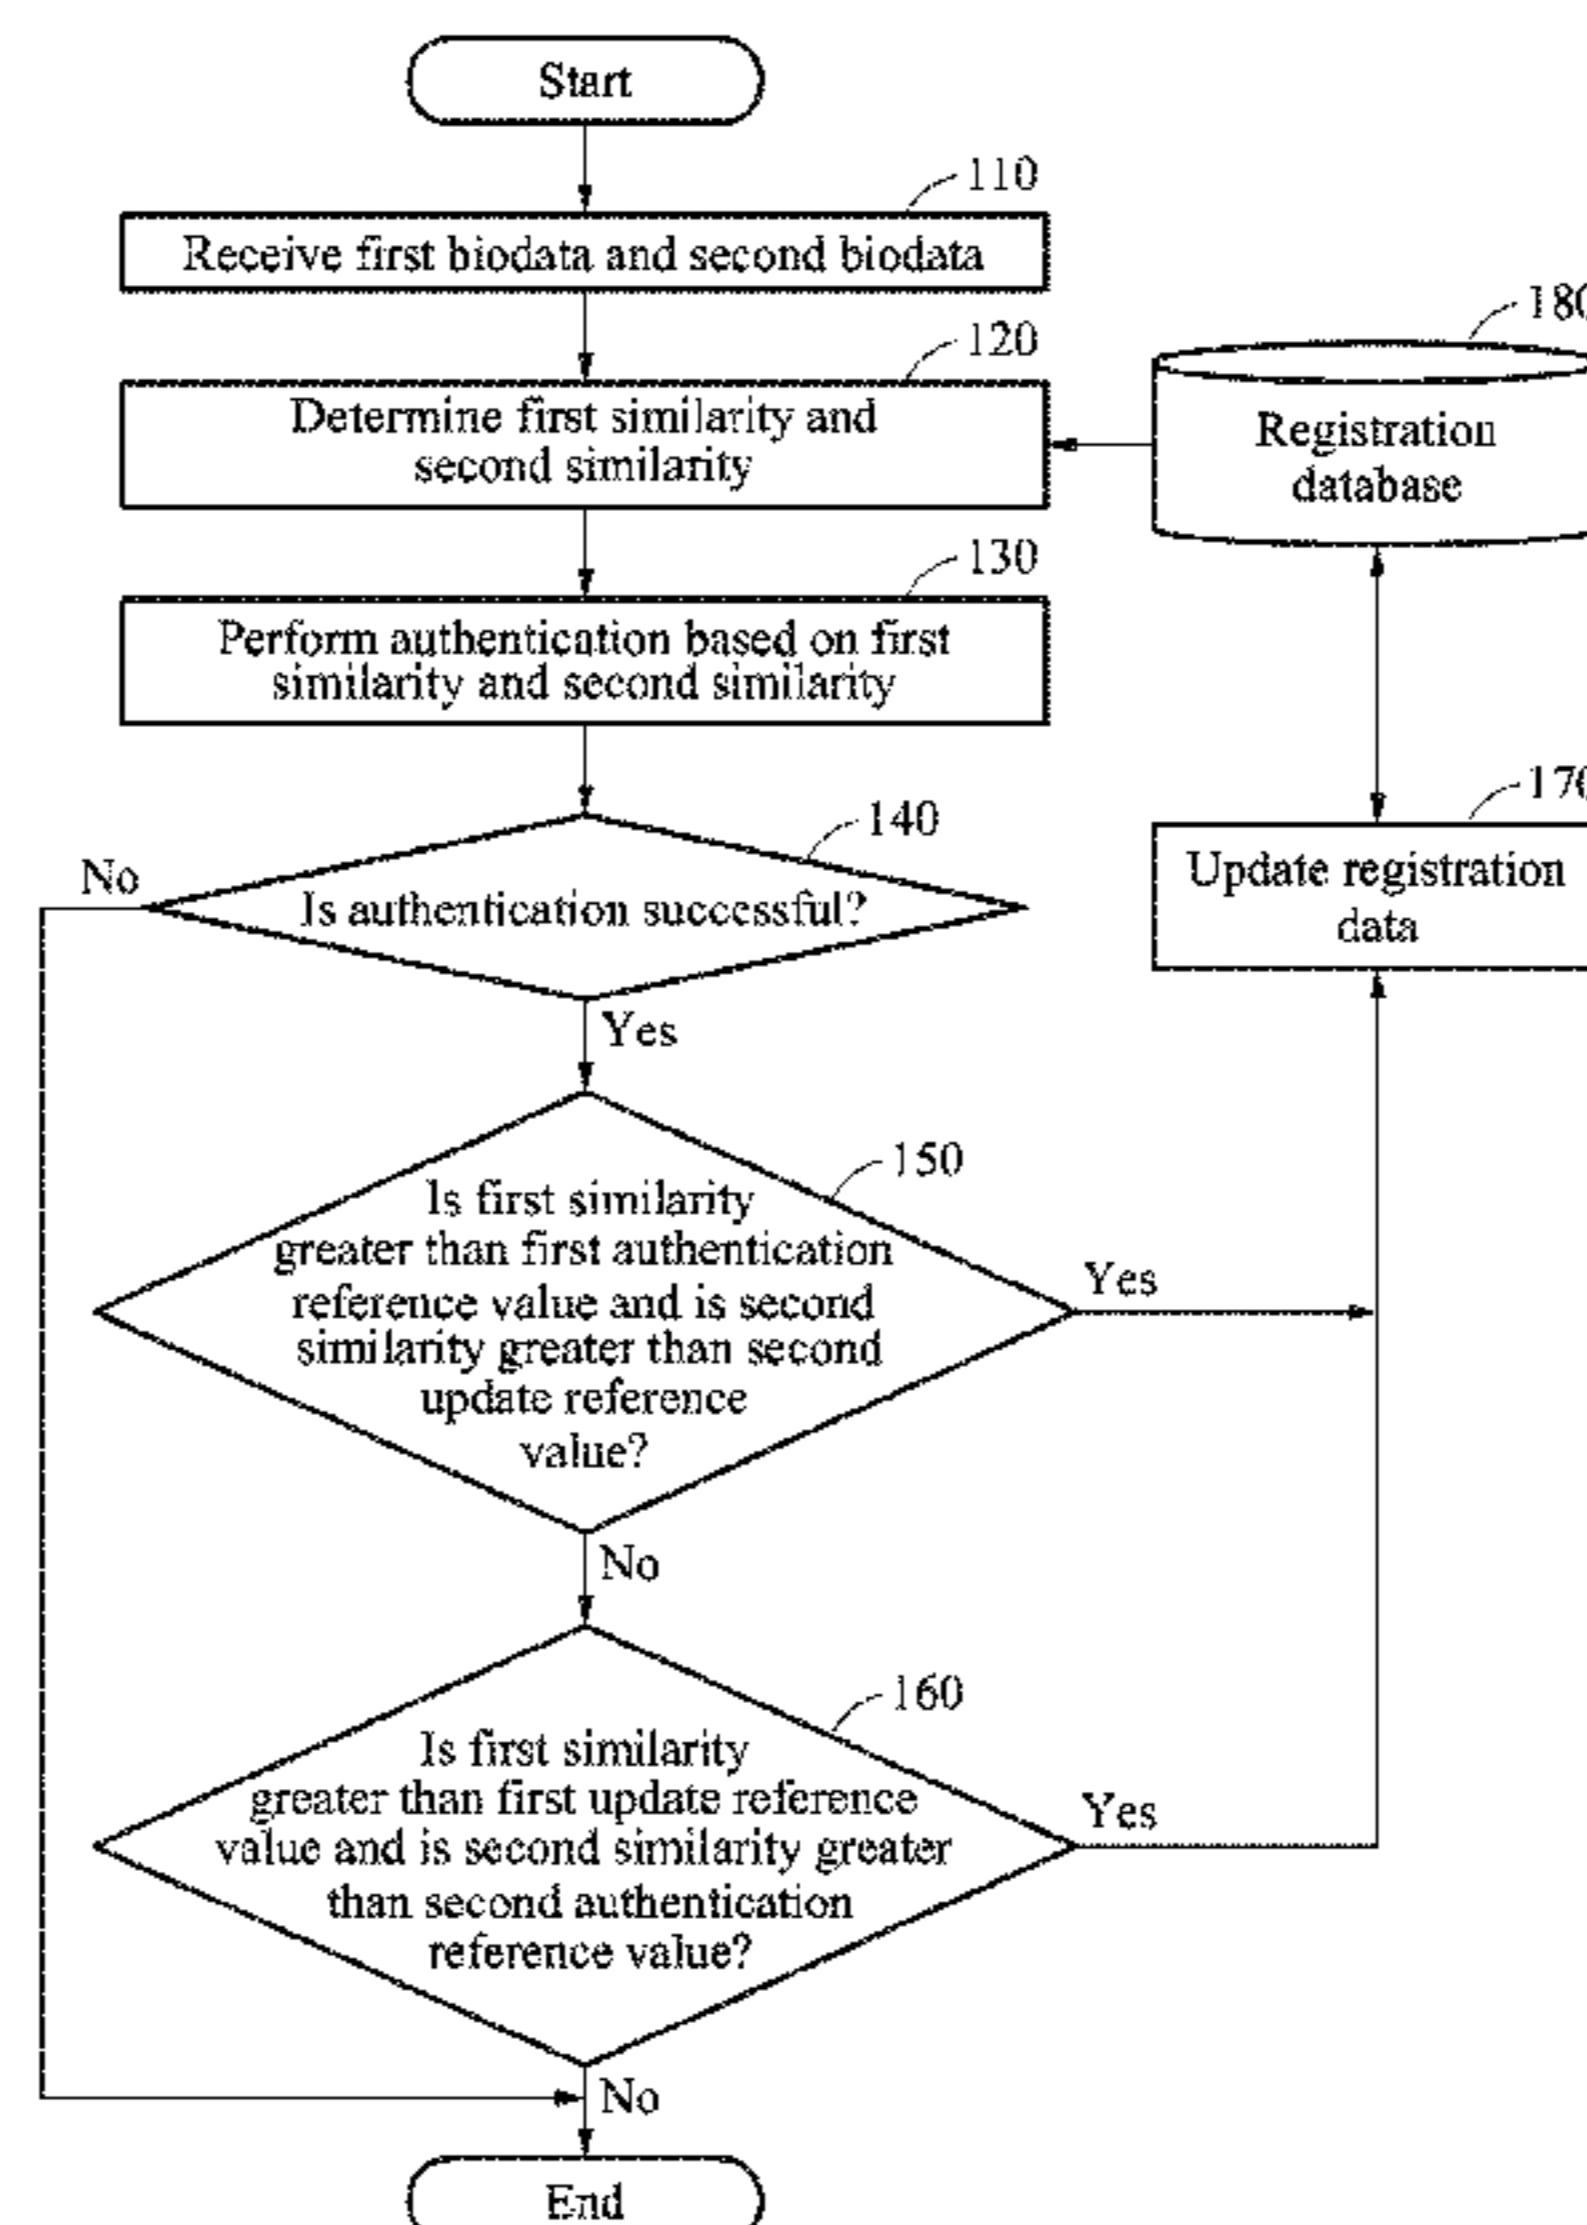 Start
110
Receive first biodata and second biodata
120
Determine first similarity and
second similarity
180
Registration
database
130
Perform authentication based on first
similarity and second similarity
140
No
Is authentication successful?
Yes
170
Update registration
data
150
Is first similarity
greater than first authentication
reference value and is second
similarity greater than second
update reference
value?
Yes
No
160
Is first similarity
greater than first update reference
value and is second similarity greater
than second authentication
reference value?
Yes
No
End